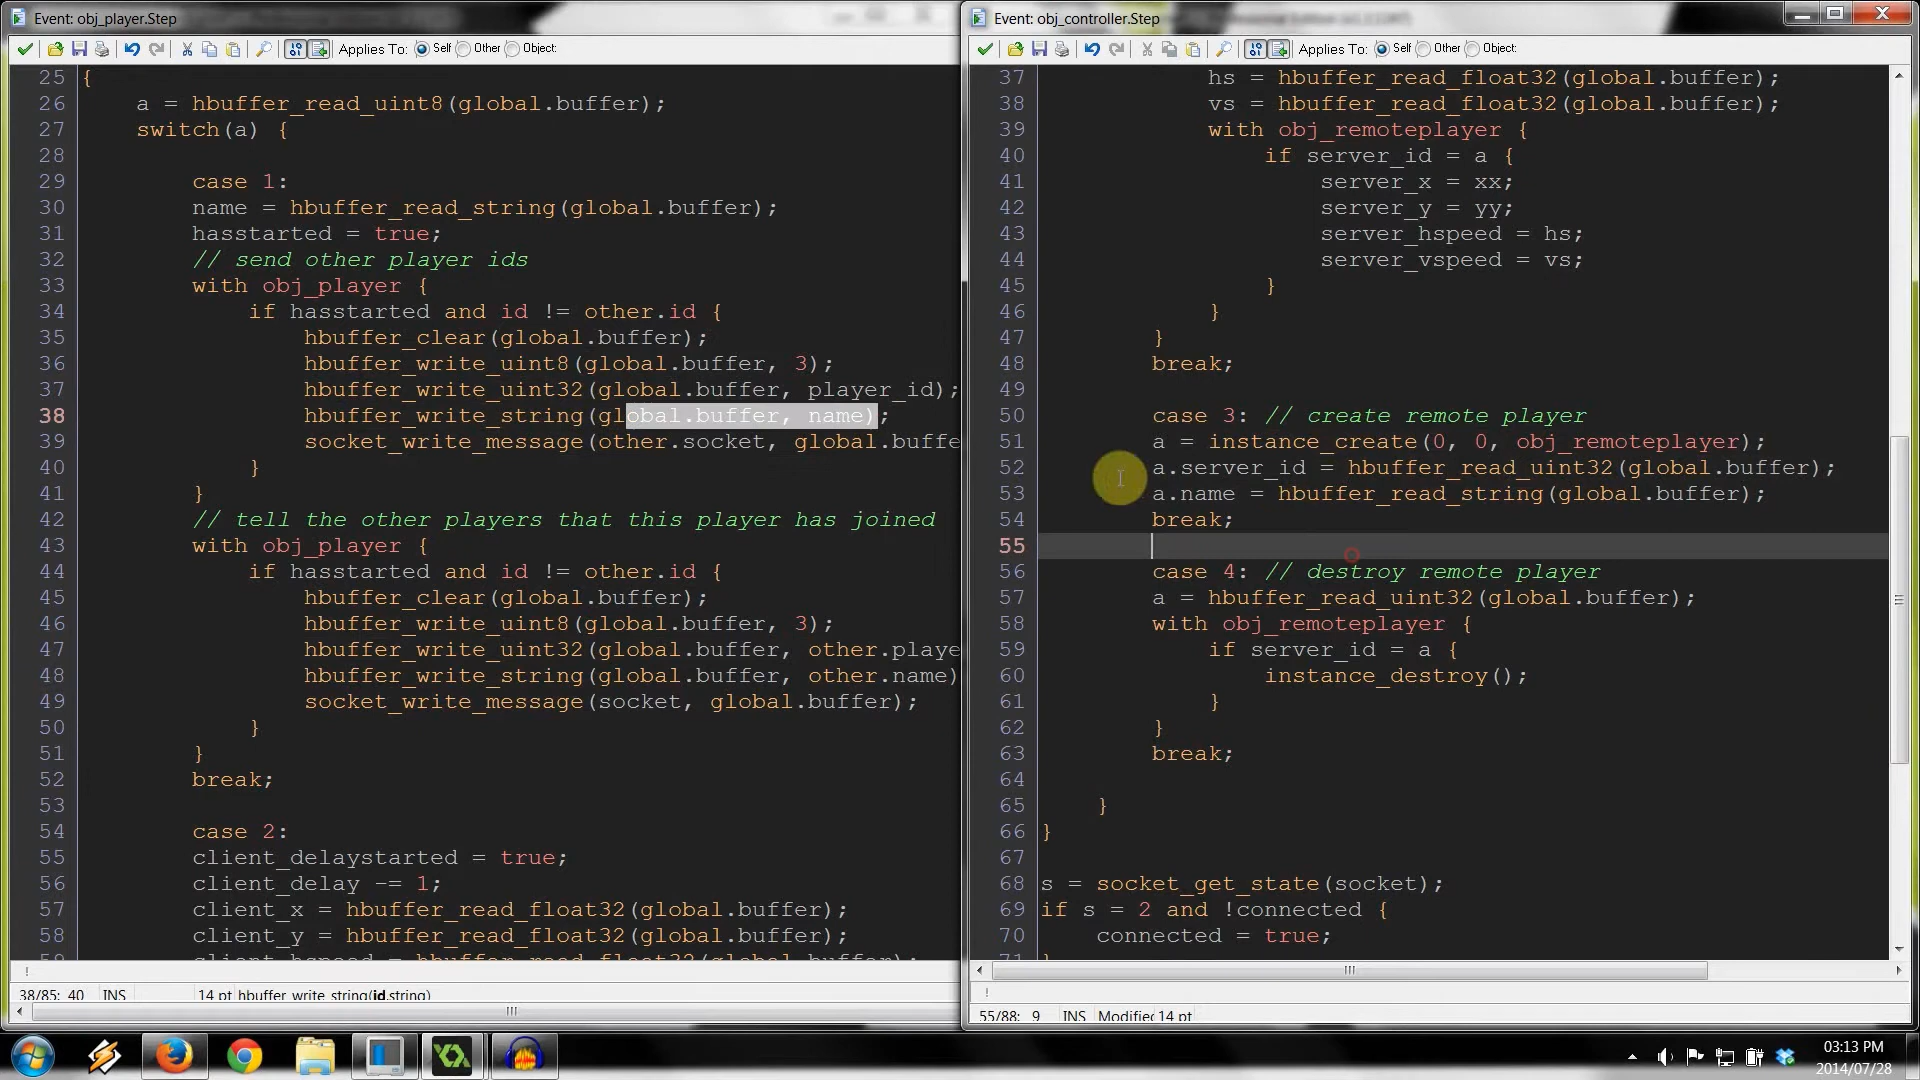 Event: obj_player.Step
Applies To: Self Other Object:
25 {
26 a = hbuffer_read_uint8(global.buffer);
27 switch(a) {
28
29 case 1:
30 name = hbuffer_read_string(global.buffer);
31 hasstarted = true;
32 // send other player ids
33 with obj_player {
34 if hasstarted and id != other.id {
35 hbuffer_clear(global.buffer);
36 hbuffer_write_uint8(global.buffer, 3);
37 hbuffer_write_uint32(global.buffer, player_id);
38 hbuffer_write_string(global.buffer, name);
39 socket_write_message(other.socket, global.buffe
40 }
41 }
42 // tell the other players that this player has joined
43 with obj_player {
44 if hasstarted and id != other.id {
45 hbuffer_clear(global.buffer);
46 hbuffer_write_uint8(global.buffer, 3);
47 hbuffer_write_uint32(global.buffer, other.playe
48 hbuffer_write_string(global.buffer, other.name)
49 socket_write_message(socket, global.buffer);
50 }
51 }
52 break;
53
54 case 2:
55 client_delaystarted = true;
56 client_delay -= 1;
57 client_x = hbuffer_read_float32(global.buffer);
58 client_y = hbuffer_read_float32(global.buffer);
59 client_hspeed = hbuffer_read_float32(global.buffer);
38/85: 40 INS 14 pt hbuffer_write_string(id,string)
Event: obj_controller.Step
Applies To: Self Other Object:
37 hs = hbuffer_read_float32(global.buffer);
38 vs = hbuffer_read_float32(global.buffer);
39 with obj_remoteplayer {
40 if server_id = a {
41 server_x = xx;
42 server_y = yy;
43 server_hspeed = hs;
44 server_vspeed = vs;
45 }
46 }
47 }
48 break;
49
50 case 3: // create remote player
51 a = instance_create(0, 0, obj_remoteplayer);
52 a.server_id = hbuffer_read_uint32(global.buffer);
53 a.name = hbuffer_read_string(global.buffer);
54 break;
55
56 case 4: // destroy remote player
57 a = hbuffer_read_uint32(global.buffer);
58 with obj_remoteplayer {
59 if server_id = a {
60 instance_destroy();
61 }
62 }
63 break;
64
65 }
66 }
67
68 s = socket_get_state(socket);
69 if s = 2 and !connected {
70 connected = true;
71 }
55/88: 9 INS Modified 14 pt
03:13 PM
2014/07/28